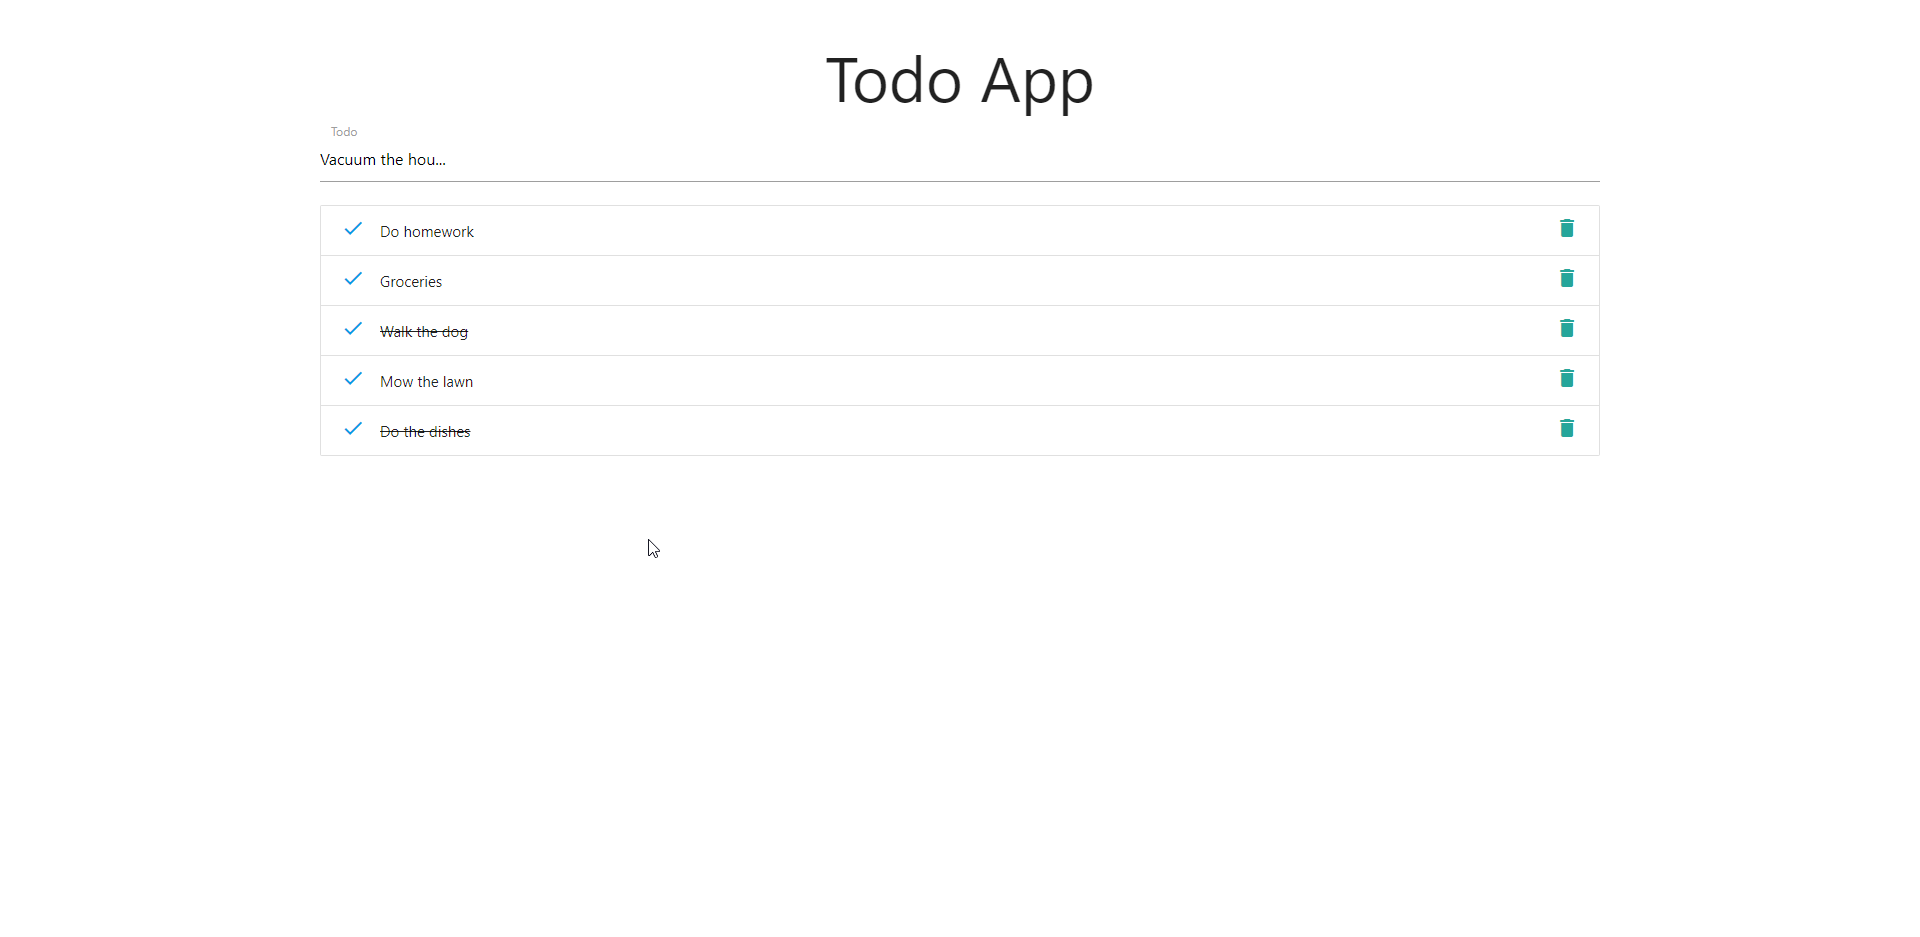 Todo App
Todo
Vacuum the hou...
Do homework
Groceries
Walk the dog
Mow the lawn
Do the dishes